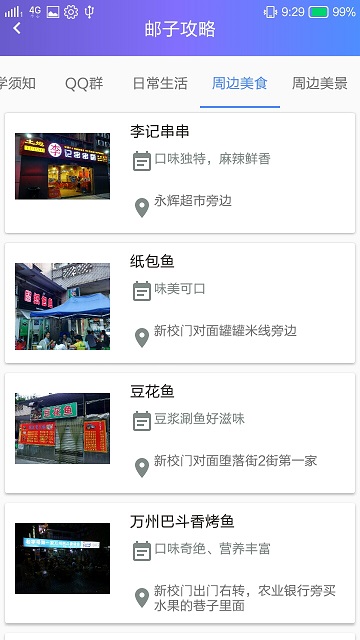 4G 9:29 99%
邮子攻略
学须知 QQ群 日常生活 周边美食 周边美景
李记串串
口味独特，麻辣鲜香
永辉超市旁边
纸包鱼
味美可口
新校门对面罐罐米线旁边
豆花鱼
豆浆涮鱼好滋味
新校门对面堕落街2街第一家
万州巴斗香烤鱼
口味奇绝、营养丰富
新校门出门右转，农业银行旁买
水果的巷子里面